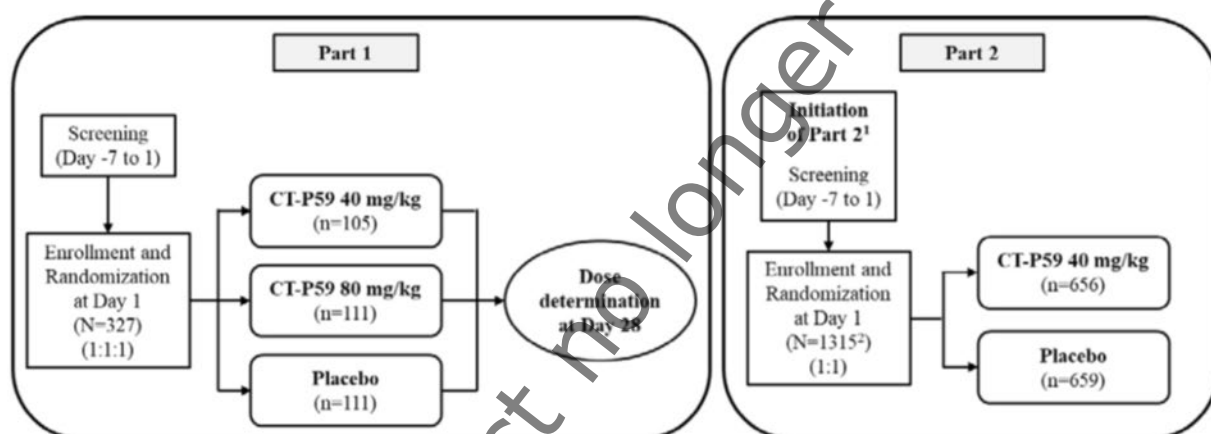 Part 1
Screening
(Day -7 to 1)
Enrollment and
Randomization
at Day 1
(N=327)
(1:1:1)
CT-P59 40 mg/kg
(n=105)
CT-P59 80 mg/kg
(n=111)
Placebo
(n=111)
Dose
determination
at Day 28
Part 2
Initiation
of Part 2¹
Screening
(Day -7 to 1)
Enrollment and
Randomization
at Day 1
(N=1315²)
(1:1)
CT-P59 40 mg/kg
(n=656)
Placebo
(n=659)
no longer